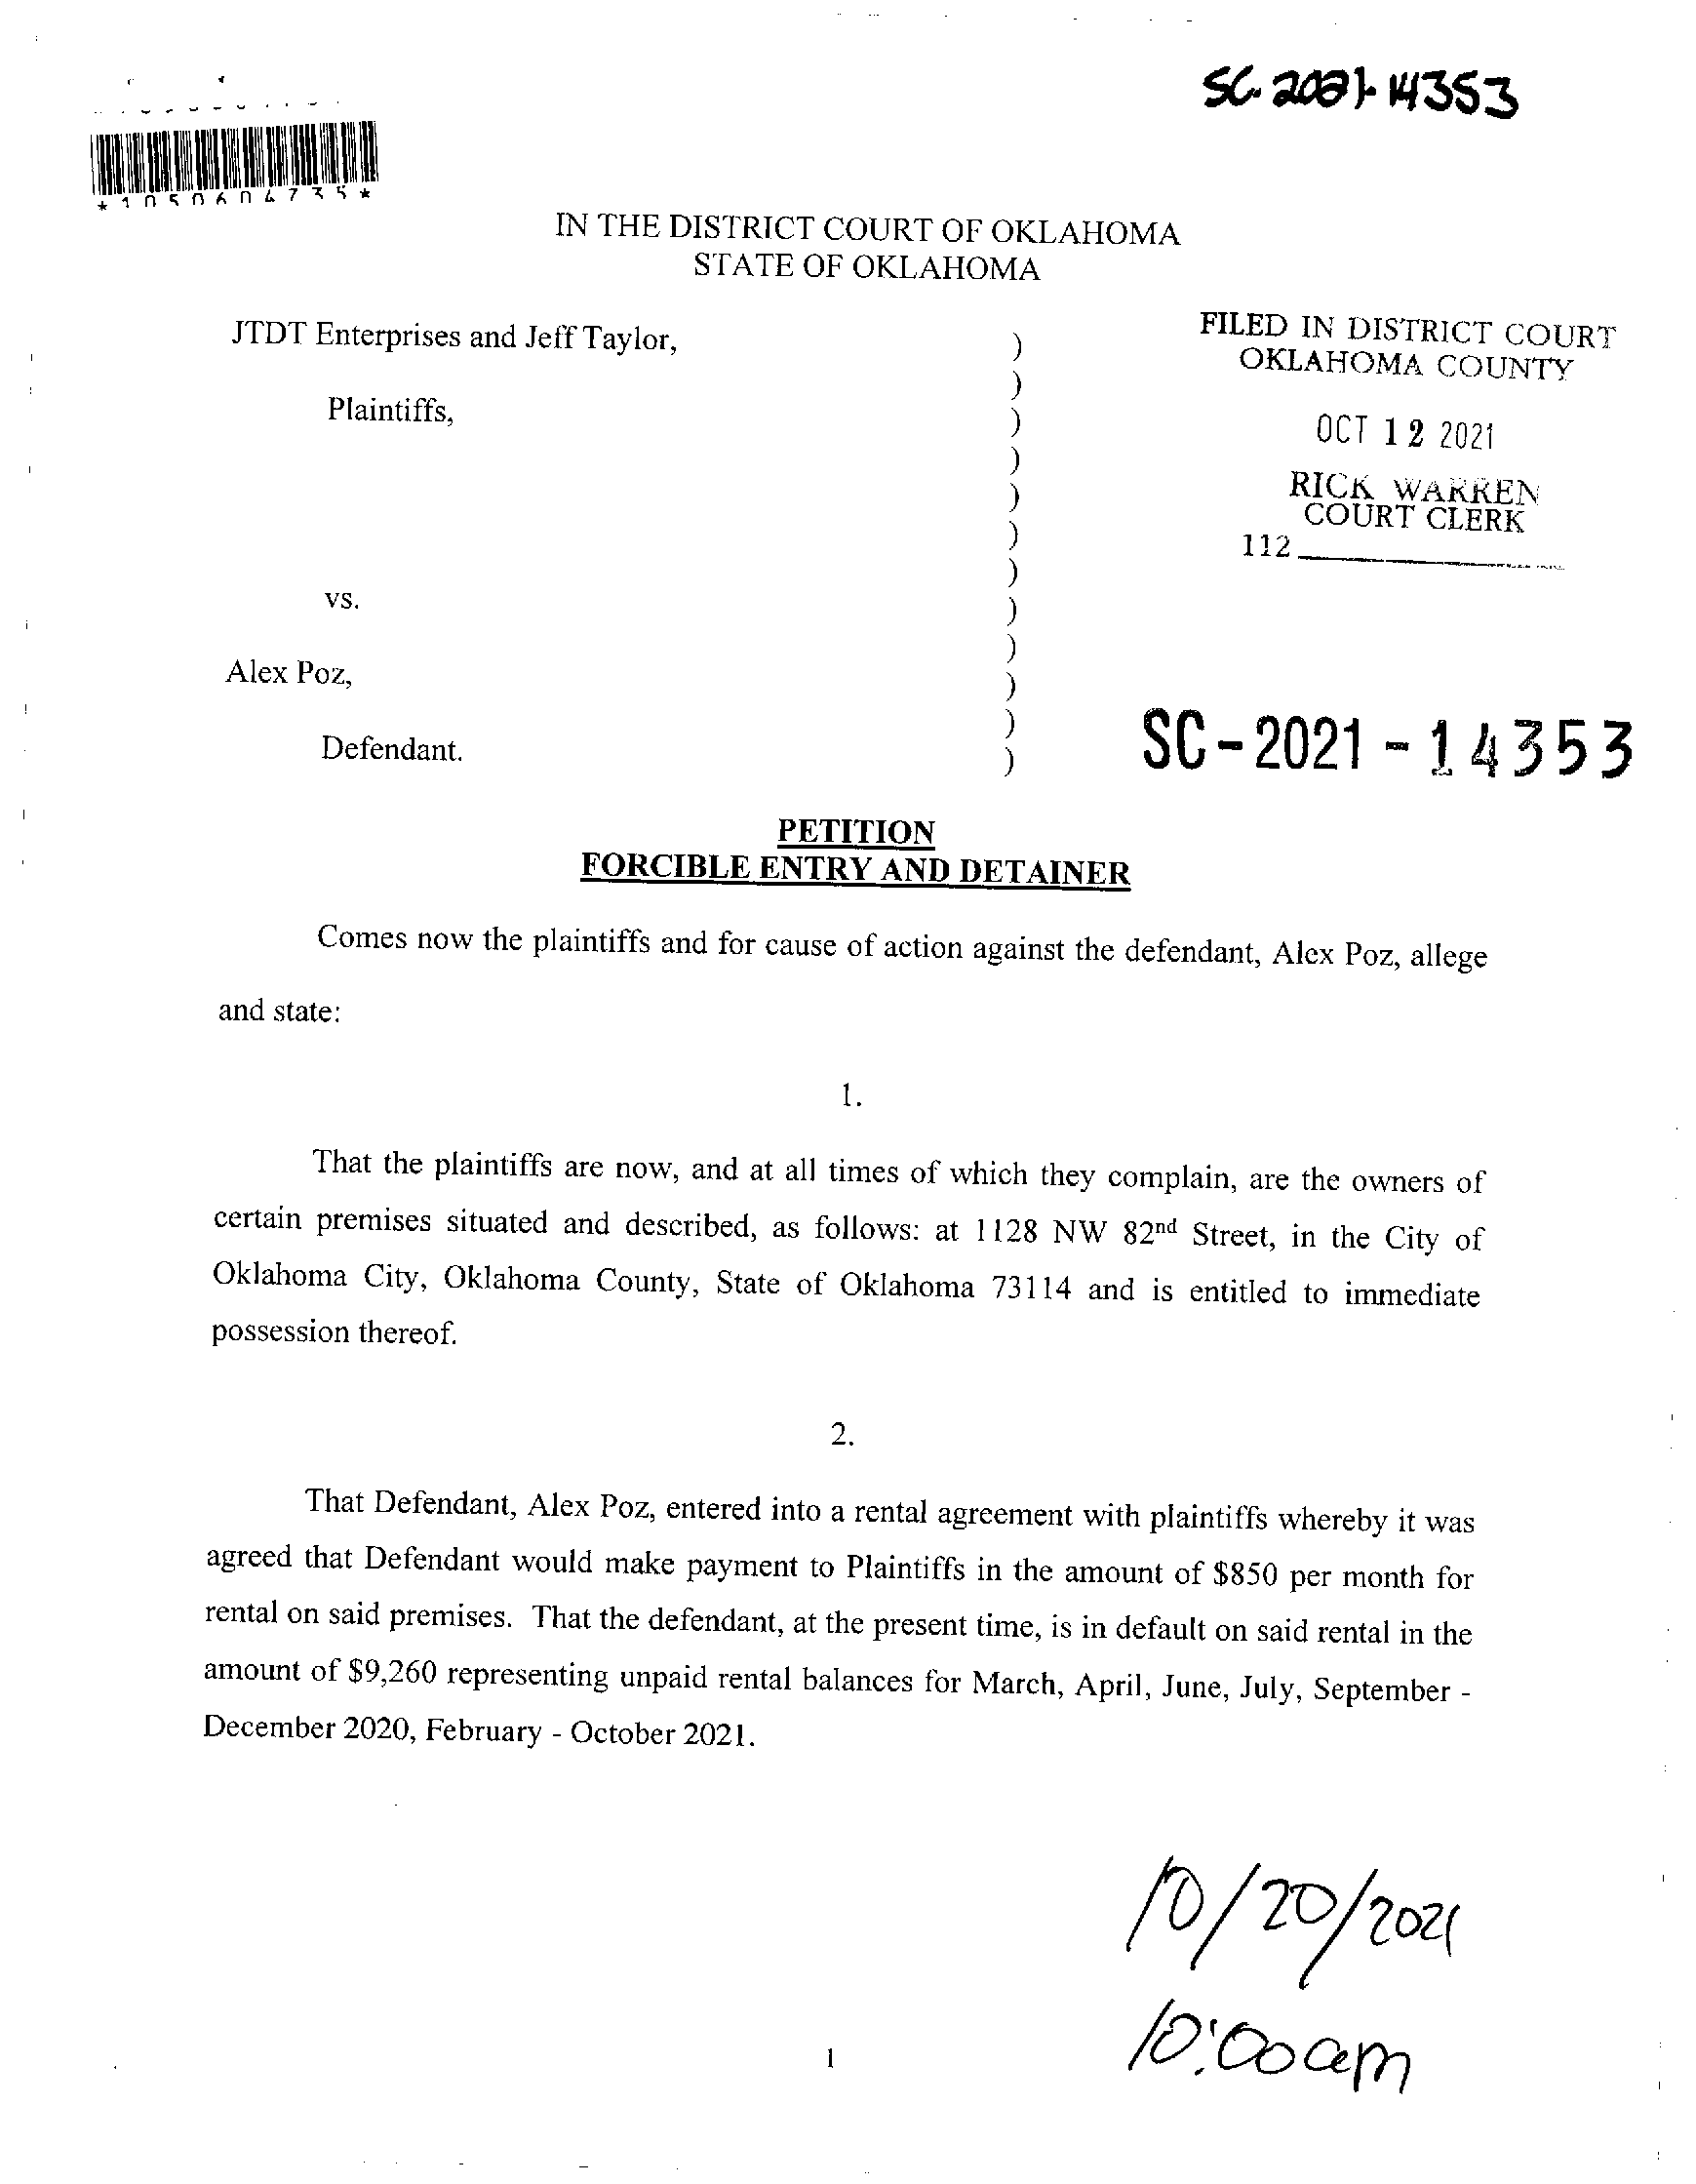 SC-2021-14353
*1050604735*
IN THE DISTRICT COURT OF OKLAHOMA
STATE OF OKLAHOMA
JTDT Enterprises and Jeff Taylor, )
)
Plaintiffs, )
)
)
)
)
vs. )
)
Alex Poz, )
)
Defendant. )
FILED IN DISTRICT COURT
OKLAHOMA COUNTY
OCT 12 2021
RICK WARREN
COURT CLERK
112
SC-2021-14353
PETITION
FORCIBLE ENTRY AND DETAINER
Comes now the plaintiffs and for cause of action against the defendant, Alex Poz, allege
and state:
1.
That the plaintiffs are now, and at all times of which they complain, are the owners of
certain premises situated and described, as follows: at 1128 NW 82nd Street, in the City of
Oklahoma City, Oklahoma County, State of Oklahoma 73114 and is entitled to immediate
possession thereof.
2.
That Defendant, Alex Poz, entered into a rental agreement with plaintiffs whereby it was
agreed that Defendant would make payment to Plaintiffs in the amount of $850 per month for
rental on said premises. That the defendant, at the present time, is in default on said rental in the
amount of $9,260 representing unpaid rental balances for March, April, June, July, September -
December 2020, February - October 2021.
10/20/2021
10:00am
1